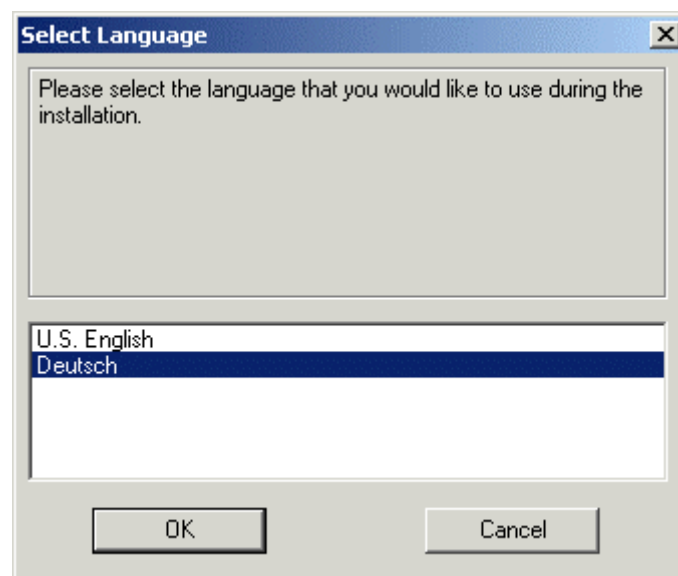 Select Language
Please select the language that you would like to use during the
installation.
U.S. English
Deutsch
OK
Cancel